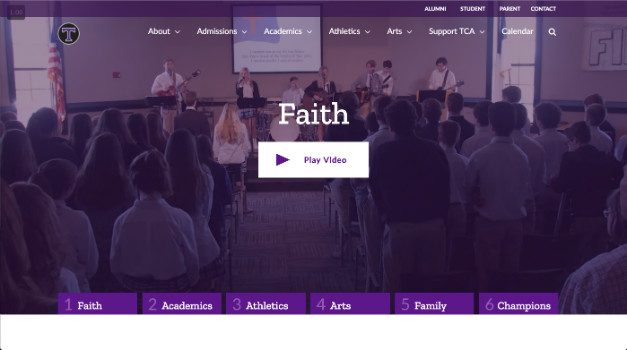 ALUMNI STUDENT PARENT CONTACT
T
About Admissions Academics Athletics Arts Support TCA Calendar
Faith
Play Video
1 Faith 2 Academics 3 Athletics 4 Arts 5 Family 6 Champions